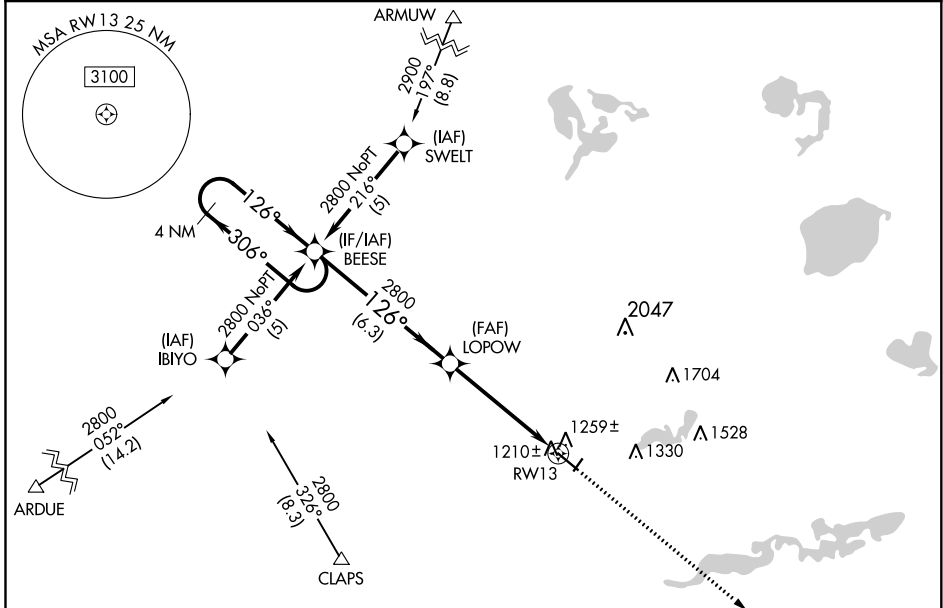 MSA RW13 25 NM
3100
ARMUW
2900
197°
(8.8)
(IAF)
SWELT
2800 NoPT
216°
(5)
126°
4 NM
306°
(IF/IAF)
BEESE
2800 NoPT
036°
(5)
(IAF)
IBIYO
2800
126°
(6.3)
(FAF)
LOPOW
2047
1704
1259±
1528
1210±
1330
RW13
2800
052°
(14.2)
ARDUE
2800
326°
(8.3)
CLAPS